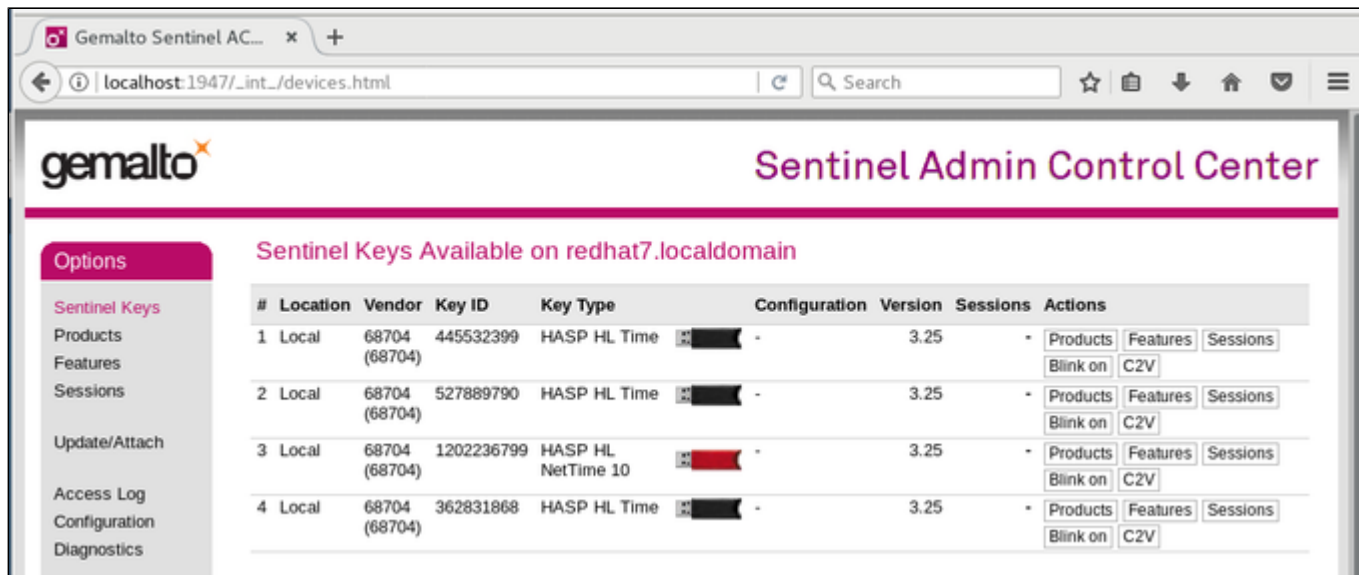 Gemalto Sentinel AC...
localhost:1947/_int_/devices.html
Search
gemalto
Sentinel Admin Control Center
Options
Sentinel Keys
Products
Features
Sessions
Update/Attach
Access Log
Configuration
Diagnostics
Sentinel Keys Available on redhat7.localdomain
# Location Vendor Key ID Key Type Configuration Version Sessions Actions
1 Local 68704 445532399 HASP HL Time - 3.25 - Products Features Sessions
(68704) Blink on C2V
2 Local 68704 527889790 HASP HL Time - 3.25 - Products Features Sessions
(68704) Blink on C2V
3 Local 68704 1202236799 HASP HL - 3.25 - Products Features Sessions
(68704) NetTime 10 Blink on C2V
4 Local 68704 362831868 HASP HL Time - 3.25 - Products Features Sessions
(68704) Blink on C2V